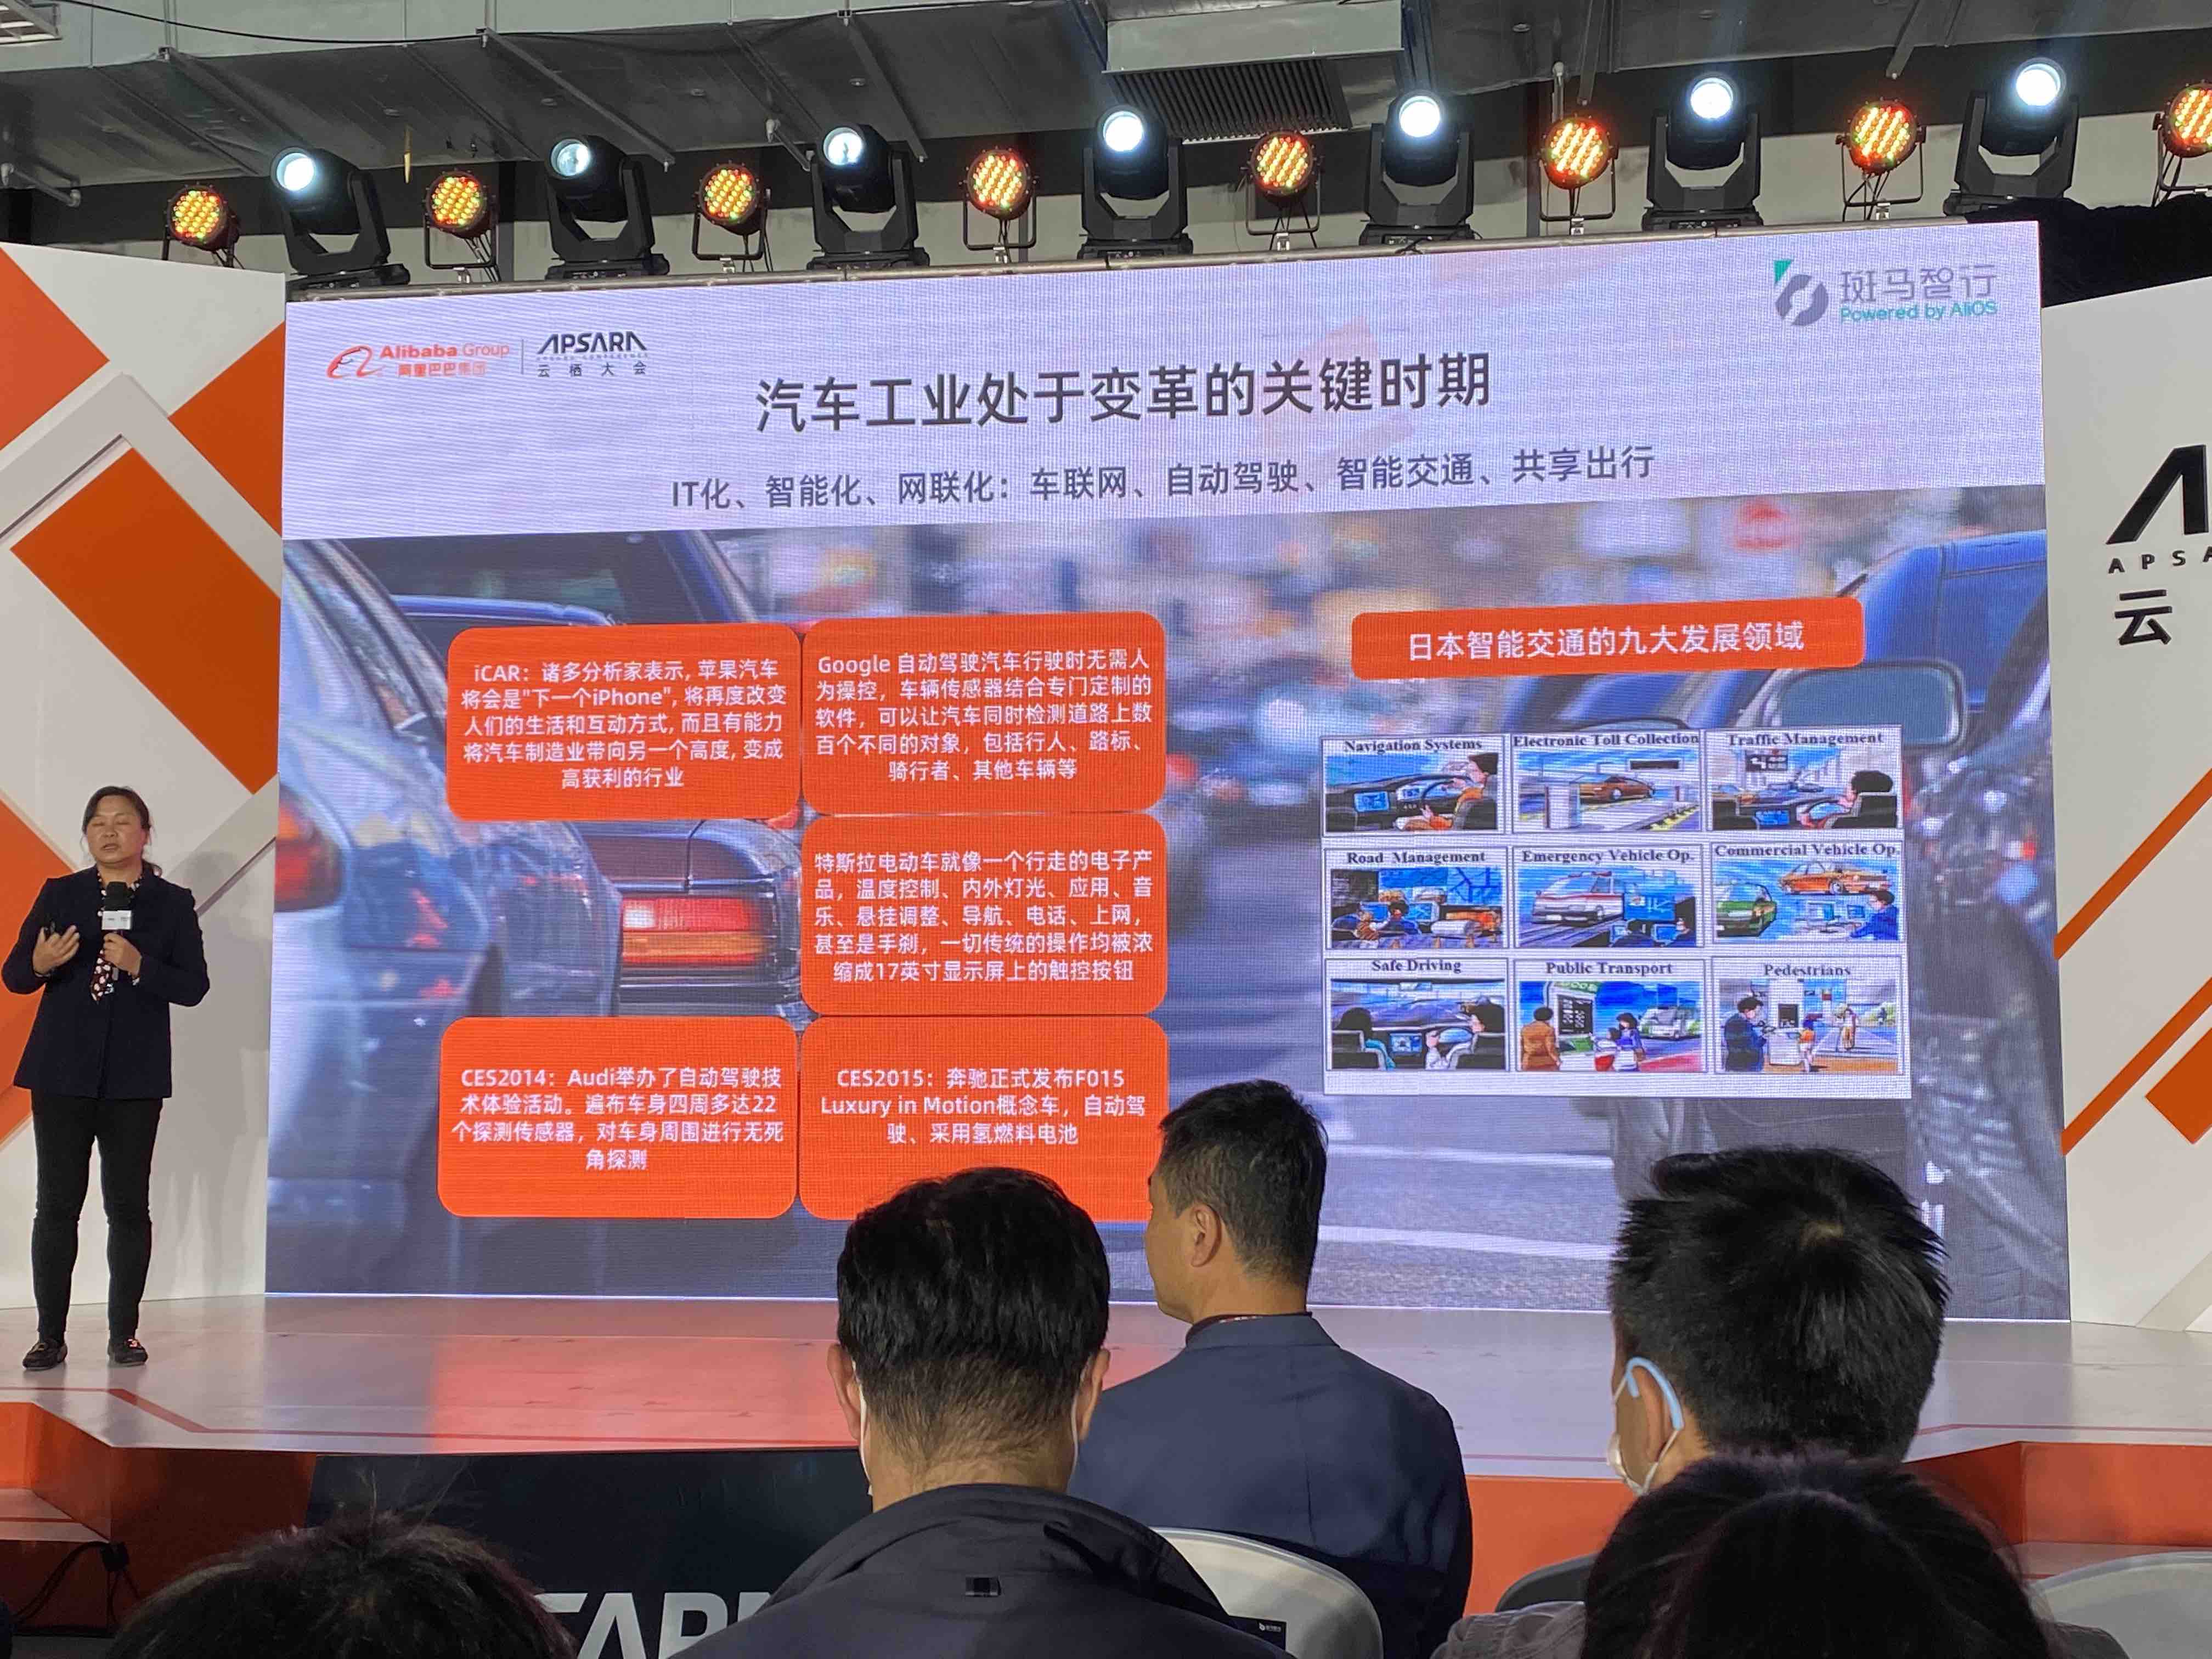 Alibaba Group
阿里巴巴集团
APSARA
云栖大会
斑马智行
Powered by AliOS
汽车工业处于变革的关键时期
IT化、智能化、网联化：车联网、自动驾驶、智能交通、共享出行
iCAR：诸多分析家表示，苹果汽车
将会是"下一个iPhone"，将再度改变
人们的生活和互动方式，而且有能力
将汽车制造业带向另一个高度，变成
高获利的行业
Google 自动驾驶汽车行驶时无需人
为操控，车辆传感器结合专门定制的
软件，可以让汽车同时检测道路上数
百个不同的对象，包括行人、路标、
骑行者、其他车辆等
特斯拉电动车就像一个行走的电子产
品，温度控制、内外灯光、应用、音
乐、悬挂调整、导航、电话、上网，
甚至是手刹，一切传统的操作均被浓
缩成17英寸显示屏上的触控按钮
CES2014：Audi举办了自动驾驶技
术体验活动。遍布车身四周多达22
个探测传感器，对车身周围进行无死
角探测
CES2015：奔驰正式发布F015
Luxury in Motion概念车，自动驾
驶、采用氢燃料电池
日本智能交通的九大发展领域
Navigation Systems
Electronic Toll Collection
Traffic Management
Road Management
Emergency Vehicle Op.
Commercial Vehicle Op.
Safe Driving
Public Transport
Pedestrians
APSA
云